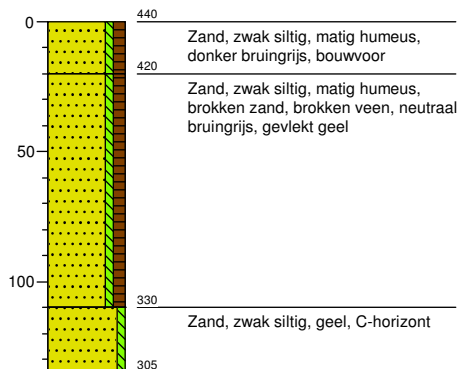 0
440
Zand, zwak siltig, matig humeus,
donker bruingrijs, bouwvoor
420
Zand, zwak siltig, matig humeus,
brokken zand, brokken veen, neutraal
bruingrijs, gevlekt geel
50
100
330
Zand, zwak siltig, geel, C-horizont
305